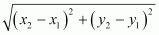 √((x₂ − x₁)² + (y₂ − y₁)²)